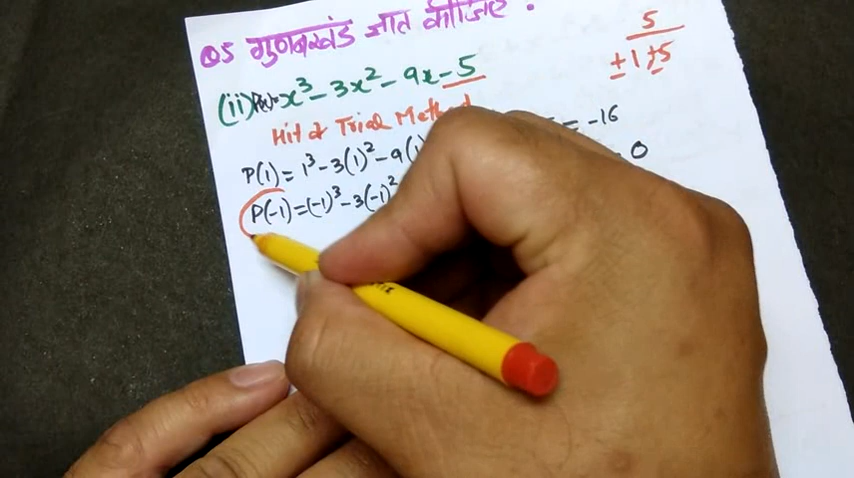 Q5 गुणनखंड ज्ञात कीजिए :
5
±1, ±5
(ii) P(x)= x³ - 3x² - 9x - 5
Hit & Trial Method
P(1) = 1³ - 3(1)² - 9(1) = -16
P(-1) = (-1)³ - 3(-1)² 0